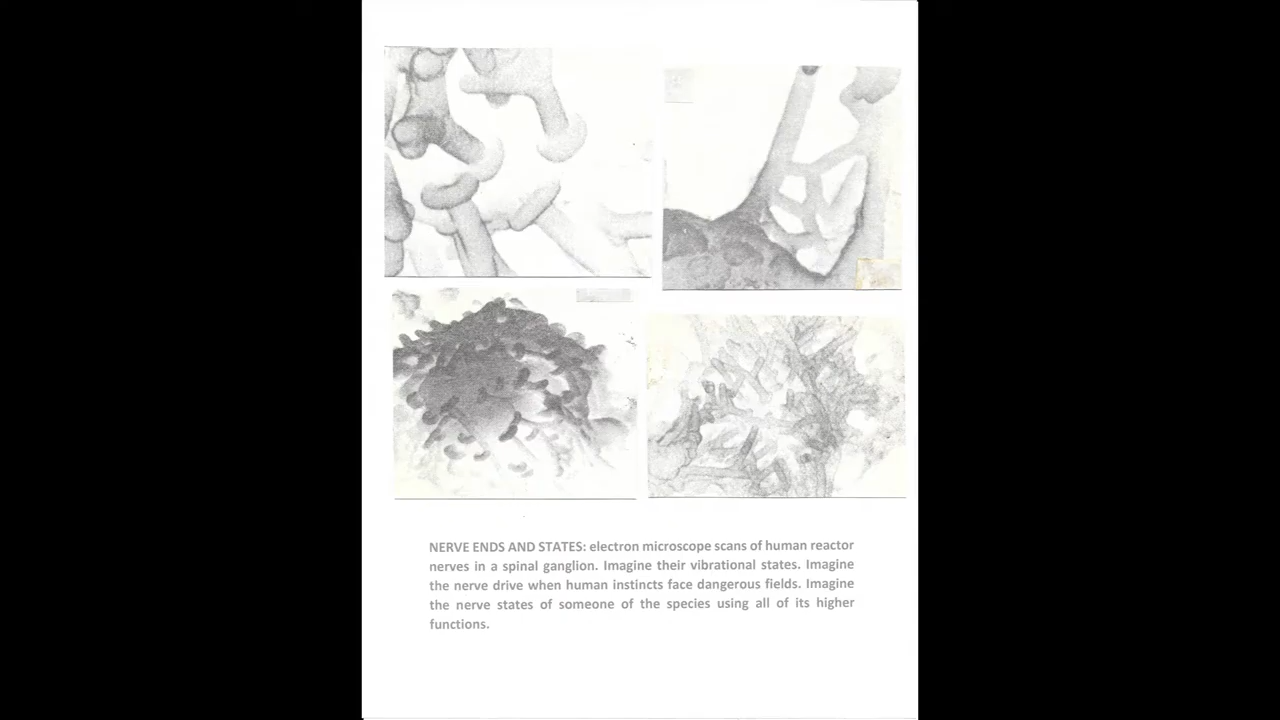 NERVE ENDS AND STATES: electron microscope scans of human reactor
nerves in a spinal ganglion. Imagine their vibrational states. Imagine
the nerve drive when human instincts face dangerous fields. Imagine
the nerve states of someone of the species using all of its higher
functions.